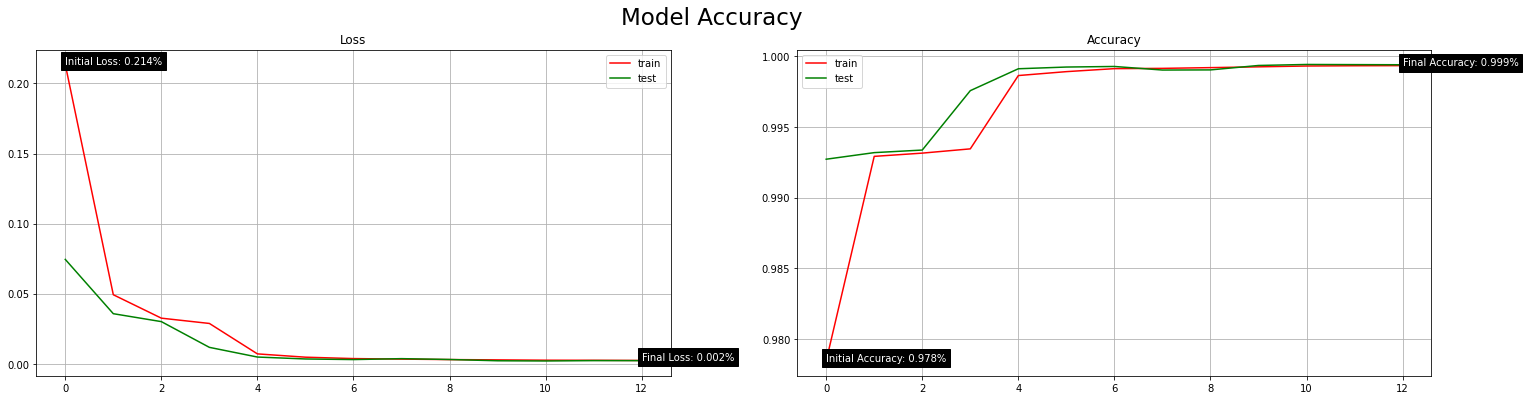 Model Accuracy
Loss
Initial Loss: 0.214%
train
test
0.20
0.15
0.10
0.05
0.00
Final Loss: 0.002%
0 2 4 6 8 10 12
Accuracy
train
test
Final Accuracy: 0.999%
1.000
0.995
0.990
0.985
0.980
Initial Accuracy: 0.978%
0 2 4 6 8 10 12